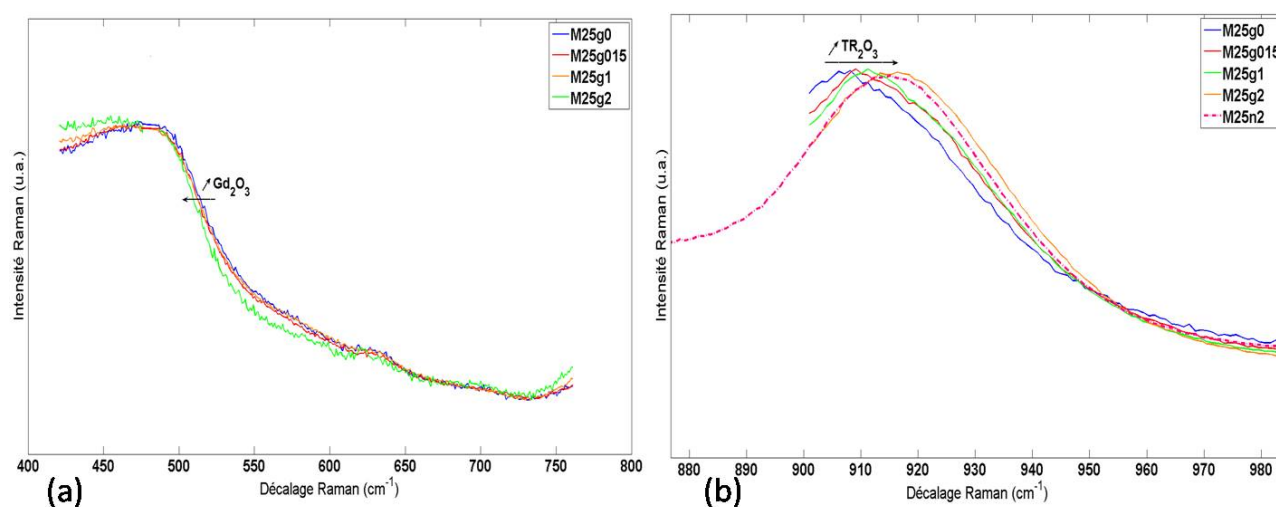 M25g0
M25g015
M25g1
M25g2
↗ Gd₂O₃
Intensité Raman (u.a.)
400 450 500 550 600 650 700 750 800
Décalage Raman (cm⁻¹)
(a)
M25g0
M25g015
M25g1
M25g2
M25n2
↗ TR₂O₃
Intensité Raman (u.a.)
880 890 900 910 920 930 940 950 960 970 980
Décalage Raman (cm⁻¹)
(b)